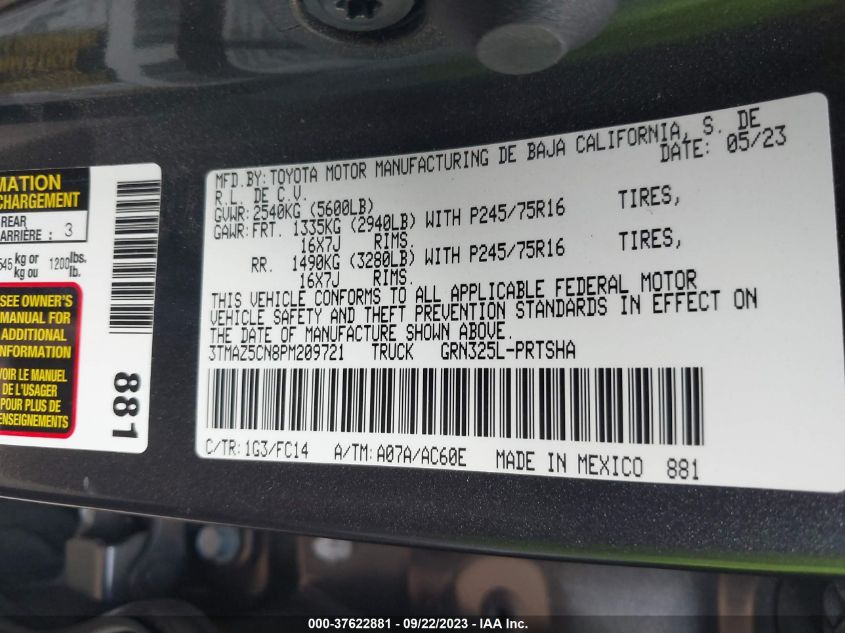 MATION
CHARGEMENT
REAR
ARRIÈRE : 3
545 kg or
kg ou
1200 lbs.
lb.
SEE OWNER'S
MANUAL FOR
ADDITIONAL
INFORMATION
VOIR LE MANUEL
DE L'USAGER
POUR PLUS DE
RENSEIGNEMENTS
881
MFD.BY: TOYOTA MOTOR MANUFACTURING DE BAJA CALIFORNIA, S. DE
R.L. DE C.V.
DATE: 05/23
GVWR: 2540KG (5600LB)
GAWR: FRT. 1335KG (2940LB) WITH P245/75R16 TIRES,
16X7J RIMS.
RR. 1490KG (3280LB) WITH P245/75R16 TIRES,
16X7J RIMS.
THIS VEHICLE CONFORMS TO ALL APPLICABLE FEDERAL MOTOR
VEHICLE SAFETY AND THEFT PREVENTION STANDARDS IN EFFECT ON
THE DATE OF MANUFACTURE SHOWN ABOVE.
3TMAZ5CN8PM209721 TRUCK GRN325L-PRTSHA
C/TR: 1G3/FC14 A/TM: A07A/AC60E MADE IN MEXICO 881
000-37622881 - 09/22/2023 - IAA Inc.